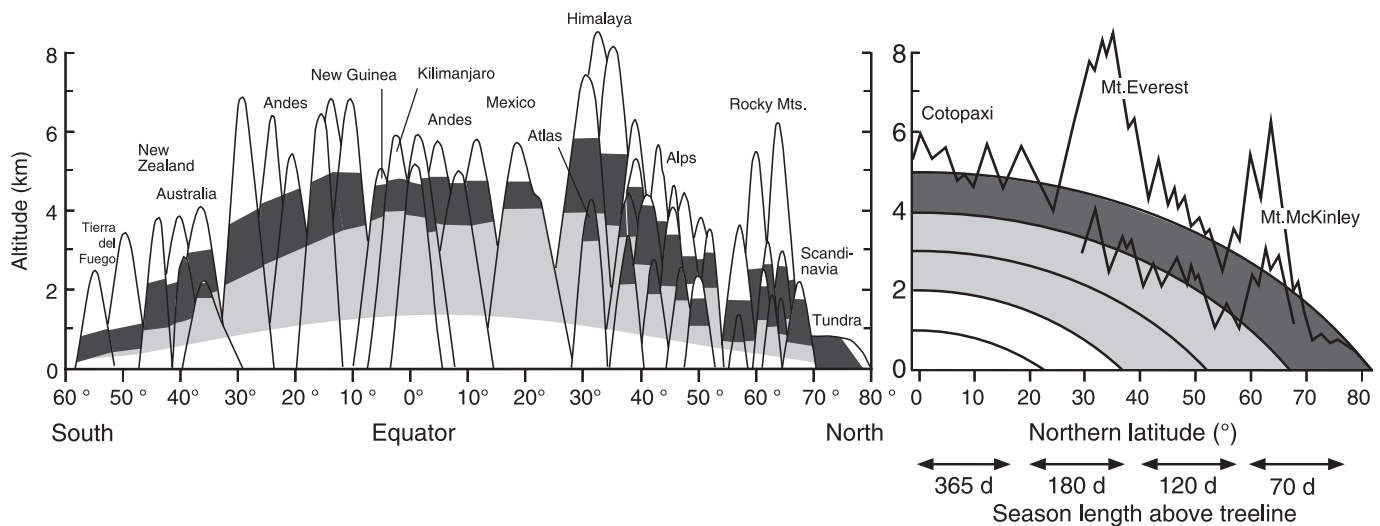 Himalaya
8
6
4
2
0
Altitude (km)
New Guinea
Kilimanjaro
Andes
Mexico
Andes
Rocky Mts.
Atlas
Alps
New
Zealand
Australia
Tierra
del
Fuego
Scandi-
navia
Tundra
60 °
50 °
40 °
30 °
20 °
10 °
0 °
10 °
20 °
30 °
40 °
50 °
60 °
70 °
80 °
South
Equator
North
8
6
4
2
0
Cotopaxi
Mt.Everest
Mt.McKinley
0
10
20
30
40
50
60
70
80
Northern latitude (°)
365 d
180 d
120 d
70 d
Season length above treeline